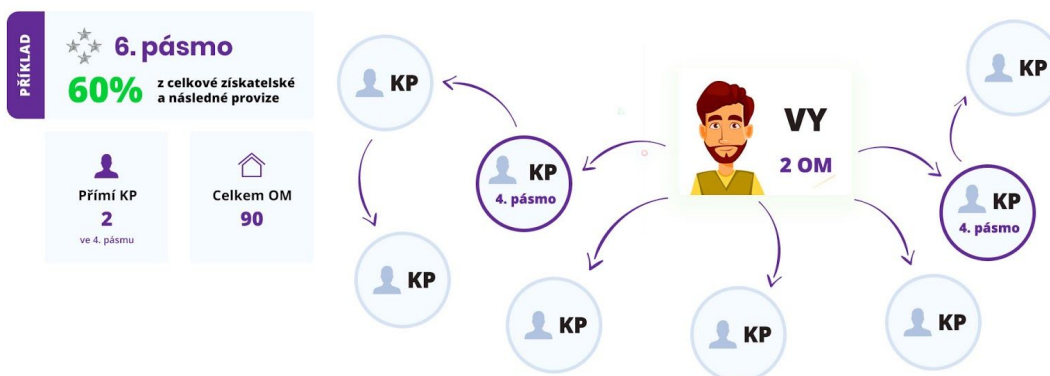 PŘÍKLAD
6. pásmo
60%
z celkové získatelské
a následné provize
Přímí KP
2
ve 4. pásmu
Celkem OM
90
KP
KP
4. pásmo
KP
KP
VY
2 OM
KP
KP
KP
4. pásmo
KP